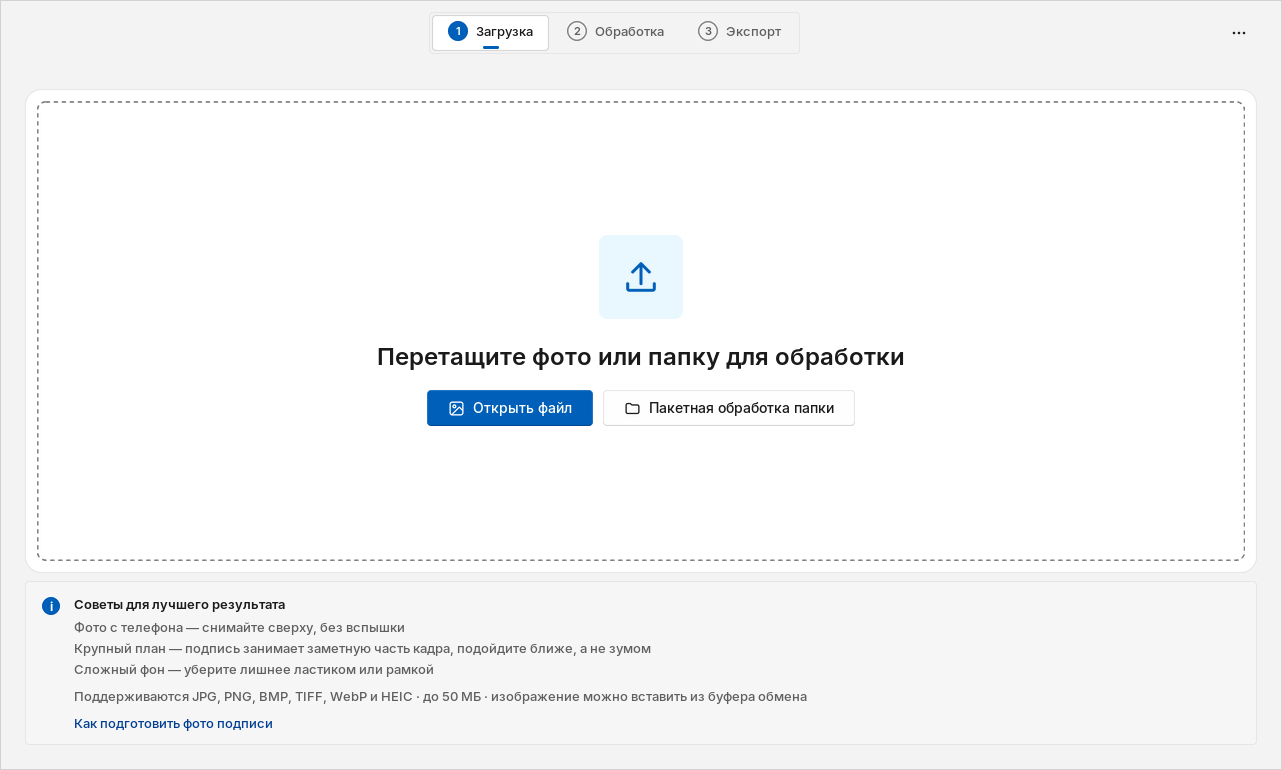 1 Загрузка 2 Обработка 3 Экспорт
Перетащите фото или папку для обработки
Открыть файл Пакетная обработка папки
Советы для лучшего результата
Фото с телефона — снимайте сверху, без вспышки
Крупный план — подпись занимает заметную часть кадра, подойдите ближе, а не зумом
Сложный фон — уберите лишнее ластиком или рамкой
Поддерживаются JPG, PNG, BMP, TIFF, WebP и HEIC · до 50 МБ · изображение можно вставить из буфера обмена
Как подготовить фото подписи